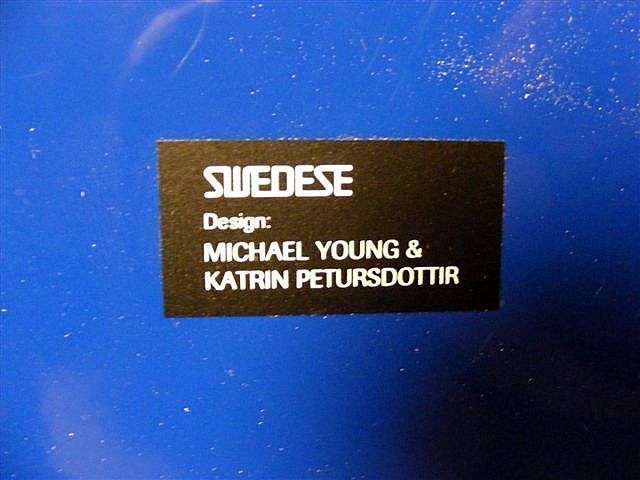 SWEDESE
Design:
MICHAEL YOUNG &
KATRIN PETURSDOTTIR